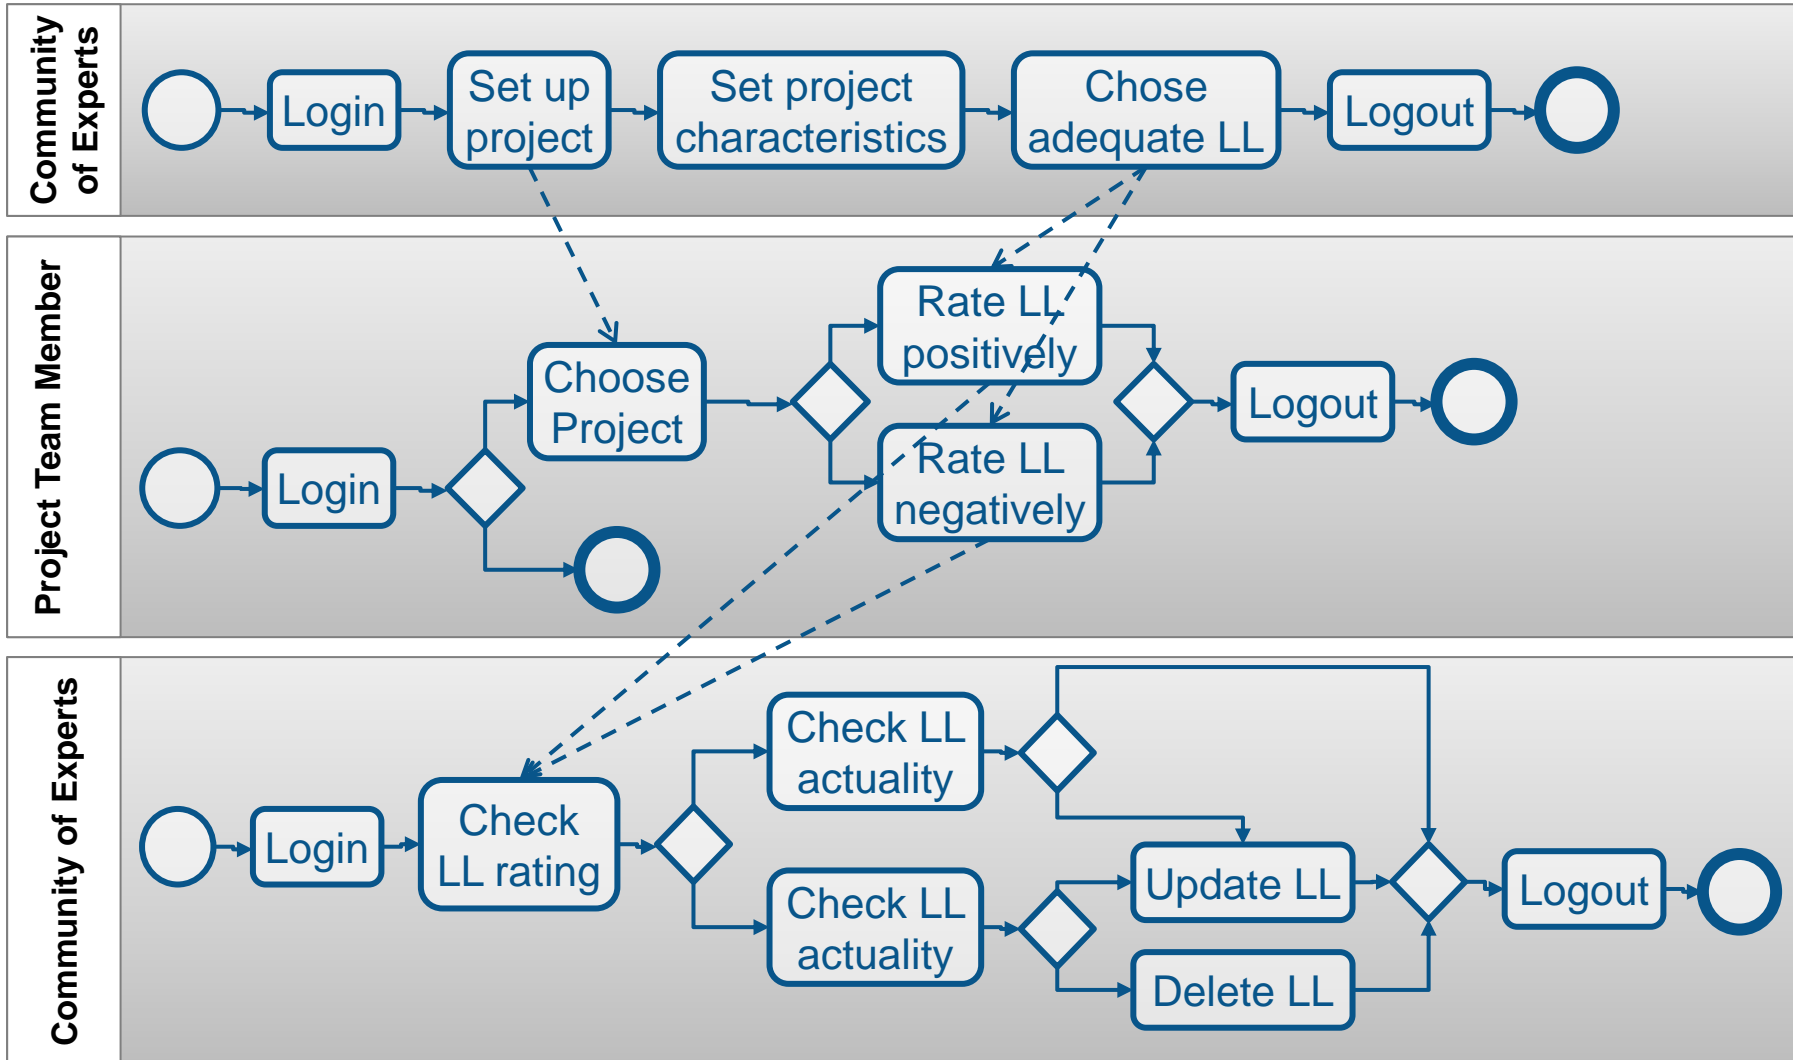 Community
of Experts
Login
Set up
project
Set project
characteristics
Chose
adequate LL
Logout
Project Team Member
Login
Choose
Project
Rate LL
positively
Rate LL
negatively
Logout
Community of Experts
Login
Check
LL rating
Check LL
actuality
Check LL
actuality
Update LL
Delete LL
Logout